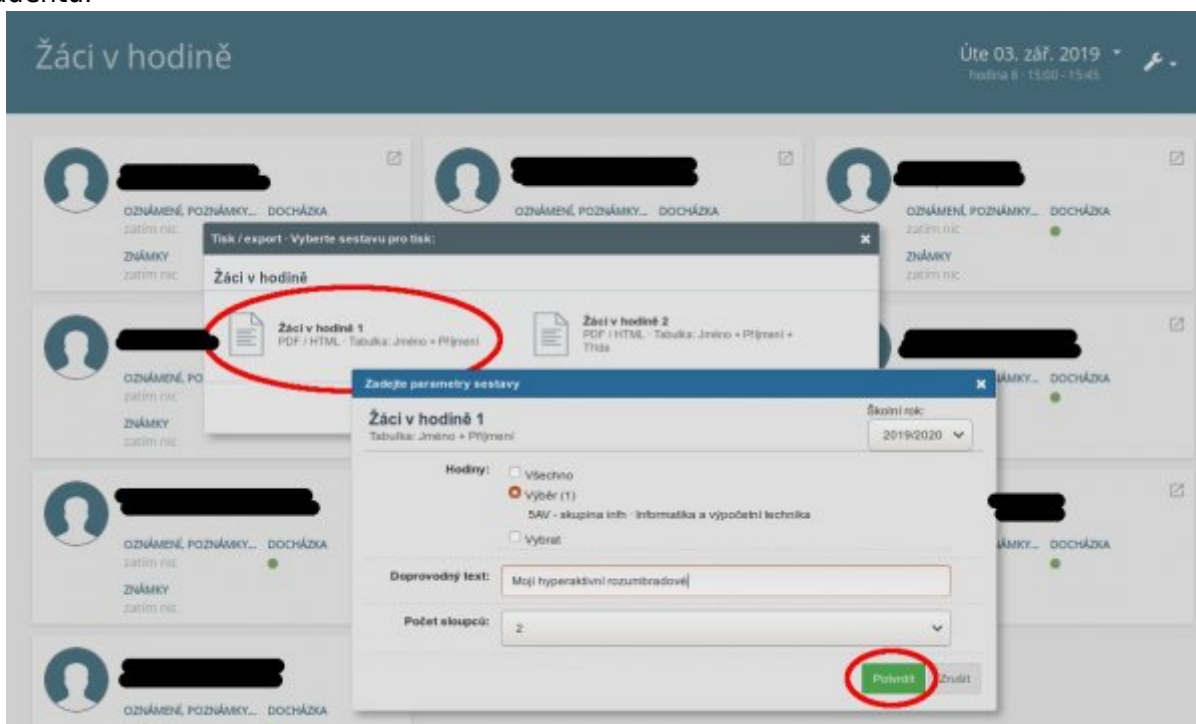 Žáci v hodině
Úte 03. zář. 2019
hodina 8 · 15:00 - 15:45
OZNÁMENÍ, POZNÁMKY... DOCHÁZKA
zatím nic
ZNÁMKY
zatím nic
OZNÁMENÍ, POZNÁMKY... DOCHÁZKA
OZNÁMENÍ, POZNÁMKY... DOCHÁZKA
zatím nic
ZNÁMKY
zatím nic
Tisk / export · Vyberte sestavu pro tisk:
Žáci v hodině
Žáci v hodině 1
PDF / HTML · Tabulka: Jméno + Příjmení
Žáci v hodině 2
PDF / HTML · Tabulka: Jméno + Příjmení +
Třída
OZNÁMENÍ, PO
zatím nic
ZNÁMKY
zatím nic
ÁMKY... DOCHÁZKA
Zadejte parametry sestavy
Žáci v hodině 1
Tabulka: Jméno + Příjmení
Školní rok:
2019/2020
Hodiny:
Všechno
Výběr (1)
5AV - skupina infh · Informatika a výpočetní technika
Vybrat
Doprovodný text:
Moji hyperaktivní rozumbradové
Počet sloupců:
2
Potvrdit
Zrušit
OZNÁMENÍ, POZNÁMKY... DOCHÁZKA
zatím nic
ZNÁMKY
zatím nic
ÁMKY... DOCHÁZKA
OZNÁMENÍ, POZNÁMKY... DOCHÁZKA